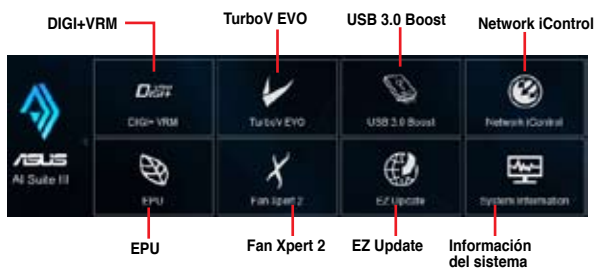 DIGI+VRM
TurboV EVO
USB 3.0 Boost
Network iControl
DIGI+
DIGI+ VRM
TurboV EVO
USB 3.0 Boost
Network iControl
ASUS
AI Suite III
EPU
Fan Xpert 2
EZ Update
System Information
EPU
Fan Xpert 2
EZ Update
Información
del sistema